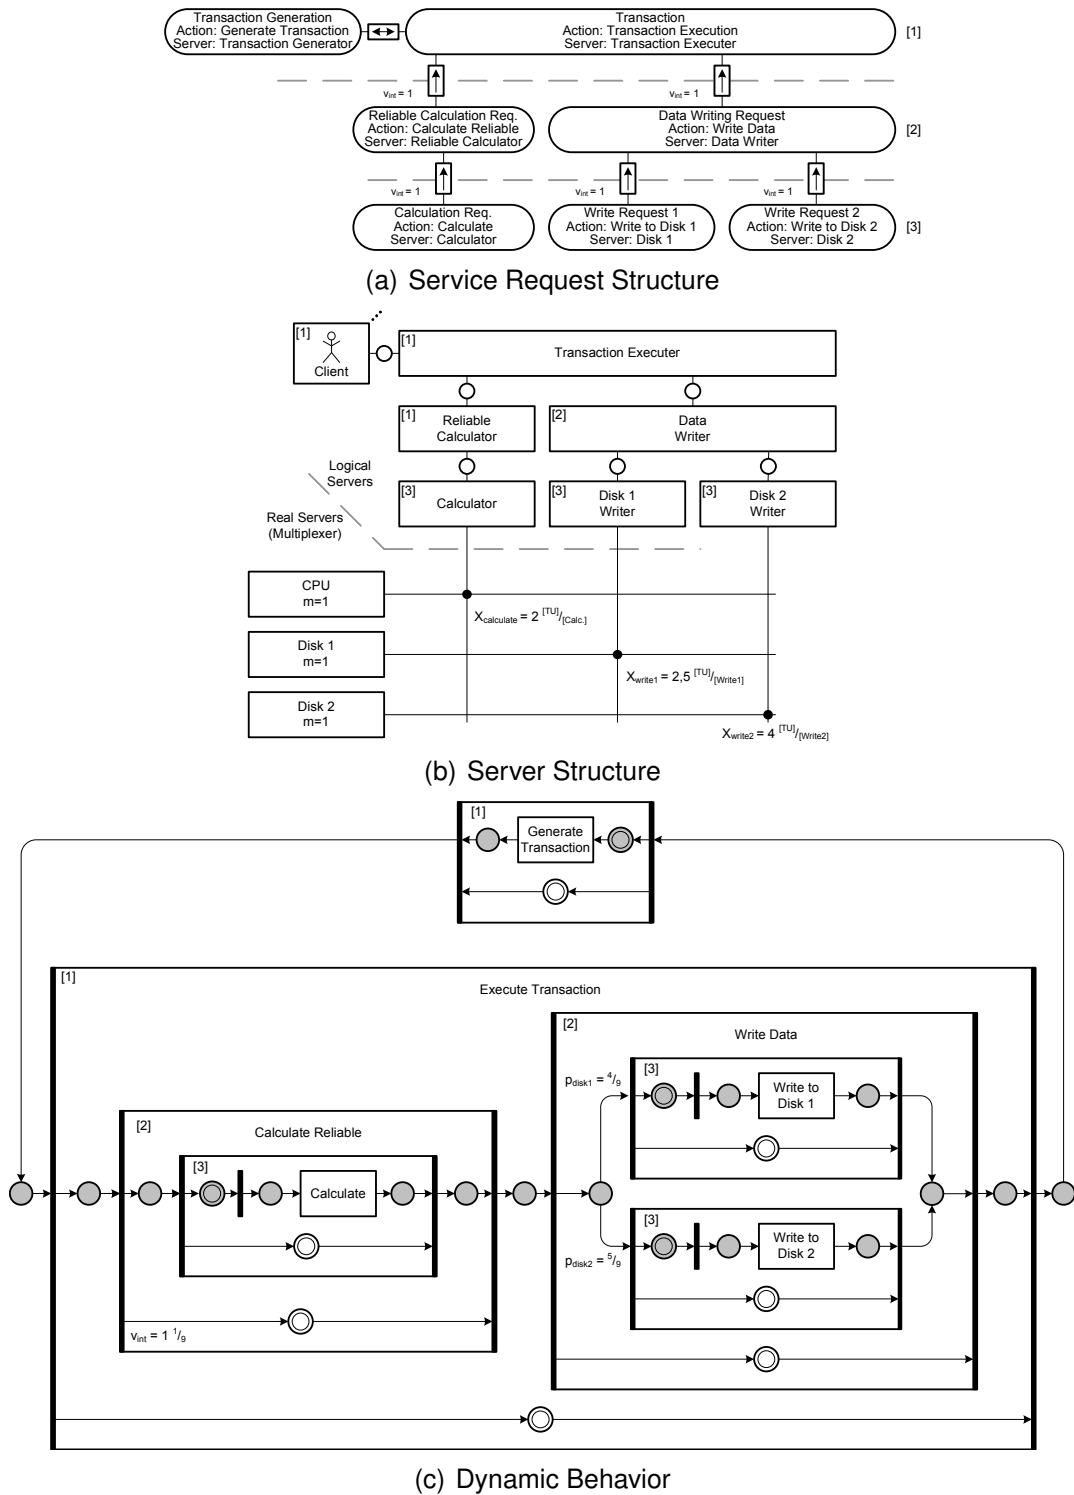 Transaction Generation
Action: Generate Transaction
Server: Transaction Generator
Transaction
Action: Transaction Execution
Server: Transaction Executer
[1]
v_int = 1
v_int = 1
Reliable Calculation Req.
Action: Calculate Reliable
Server: Reliable Calculator
Data Writing Request
Action: Write Data
Server: Data Writer
[2]
v_int = 1
v_int = 1
v_int = 1
Calculation Req.
Action: Calculate
Server: Calculator
Write Request 1
Action: Write to Disk 1
Server: Disk 1
Write Request 2
Action: Write to Disk 2
Server: Disk 2
[3]
(a) Service Request Structure
[1]
Client
[1]
Transaction Executer
[1]
Reliable
Calculator
[2]
Data
Writer
Logical
Servers
[3]
Calculator
[3]
Disk 1
Writer
[3]
Disk 2
Writer
Real Servers
(Multiplexer)
CPU
m=1
X_calculate = 2 [TU]/[Calc.]
Disk 1
m=1
X_write1 = 2,5 [TU]/[Write1]
Disk 2
m=1
X_write2 = 4 [TU]/[Write2]
(b) Server Structure
[1]
Generate
Transaction
[1]
Execute Transaction
[2]
Write Data
p_disk1 = 4/9
[3]
Write to
Disk 1
[2]
Calculate Reliable
[3]
Calculate
[3]
Write to
Disk 2
p_disk2 = 5/9
v_int = 1 1/9
(c) Dynamic Behavior